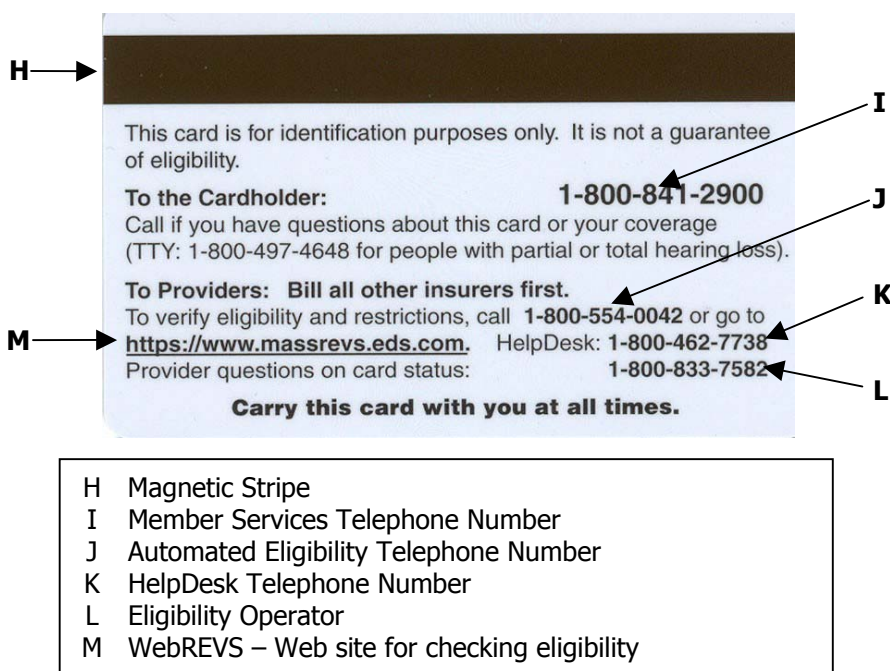 H
I
This card is for identification purposes only. It is not a guarantee
of eligibility.
To the Cardholder: 1-800-841-2900
J
Call if you have questions about this card or your coverage
(TTY: 1-800-497-4648 for people with partial or total hearing loss).
To Providers: Bill all other insurers first.
K
To verify eligibility and restrictions, call 1-800-554-0042 or go to
M
https://www.massrevs.eds.com. HelpDesk: 1-800-462-7738
Provider questions on card status: 1-800-833-7582
L
Carry this card with you at all times.
H Magnetic Stripe
I Member Services Telephone Number
J Automated Eligibility Telephone Number
K HelpDesk Telephone Number
L Eligibility Operator
M WebREVS – Web site for checking eligibility